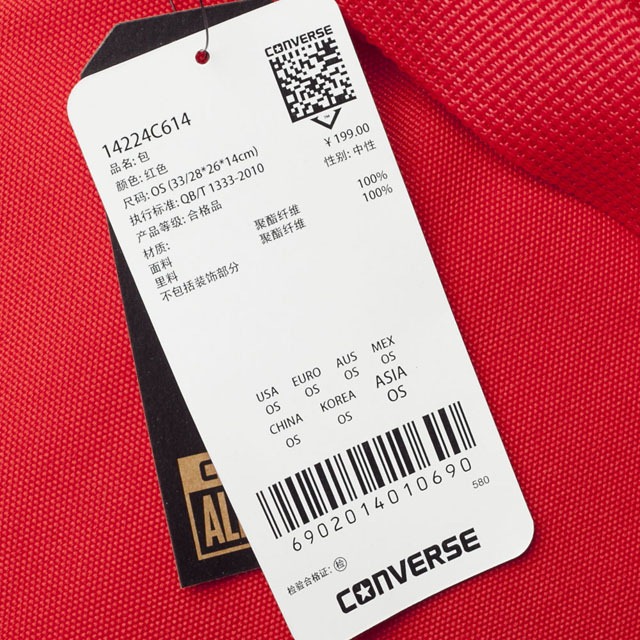 CONVERSE
14224C614
¥199.00
品名: 包
性别: 中性
颜色: 红色
尺码: OS (33/28*26*14cm)
执行标准: QB/T 1333-2010
产品等级: 合格品
材质:
面料 聚酯纤维 100%
里料 聚酯纤维 100%
不包括装饰部分
USA EURO AUS MEX
OS OS OS OS
CHINA KOREA ASIA
OS OS OS
6902014010690
580
检验合格证: 检
CONVERSE